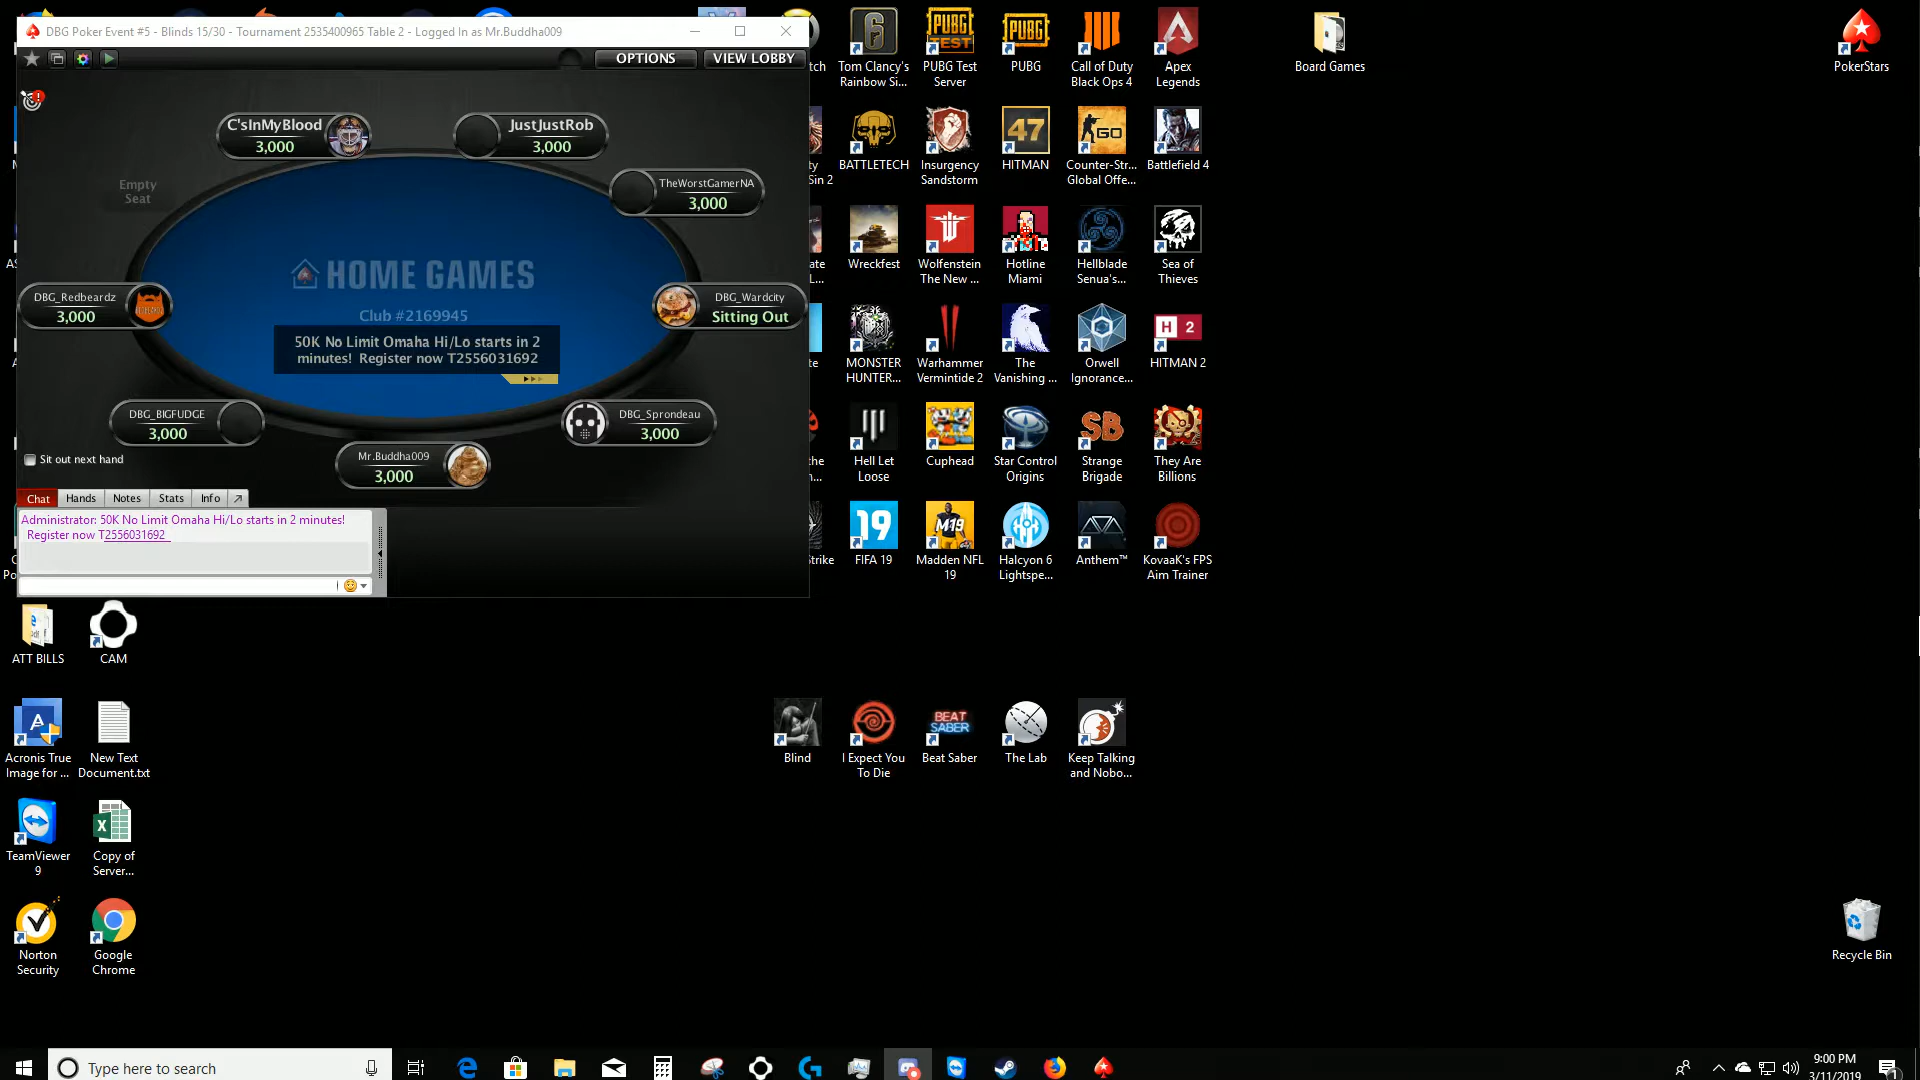 DBG Poker Event #5 - Blinds 15/30 - Tournament 2535400965 Table 2 - Logged In as Mr.Buddha009
OPTIONS
VIEW LOBBY
C'sInMyBlood
3,000
JustJustRob
3,000
TheWorstGamerNA
3,000
Empty
Seat
HOME GAMES
Club #2169945
DBG_Redbeardz
3,000
DBG_Wardcity
Sitting Out
50K No Limit Omaha Hi/Lo starts in 2
minutes! Register now T2556031692
DBG_BIGFUDGE
3,000
DBG_Sprondeau
3,000
Mr.Buddha009
3,000
Sit out next hand
Chat
Hands
Notes
Stats
Info
Administrator: 50K No Limit Omaha Hi/Lo starts in 2 minutes!
Register now T2556031692
Tom Clancy's
Rainbow Si...
PUBG Test
Server
PUBG
Call of Duty
Black Ops 4
Apex
Legends
Board Games
PokerStars
BATTLETECH
Insurgency
Sandstorm
HITMAN
Counter-Str...
Global Offe...
Battlefield 4
Wreckfest
Wolfenstein
The New ...
Hotline
Miami
Hellblade
Senua's...
Sea of
Thieves
MONSTER
HUNTER...
Warhammer
Vermintide 2
The
Vanishing ...
Orwell
Ignorance...
HITMAN 2
Hell Let
Loose
Cuphead
Star Control
Origins
Strange
Brigade
They Are
Billions
FIFA 19
Madden NFL
19
Halcyon 6
Lightspe...
Anthem™
KovaaK's FPS
Aim Trainer
ATT BILLS
CAM
Acronis True
Image for ...
New Text
Document.txt
Blind
I Expect You
To Die
Beat Saber
The Lab
Keep Talking
and Nobo...
TeamViewer
9
Copy of
Server...
Norton
Security
Google
Chrome
Recycle Bin
Type here to search
9:00 PM
3/11/2019